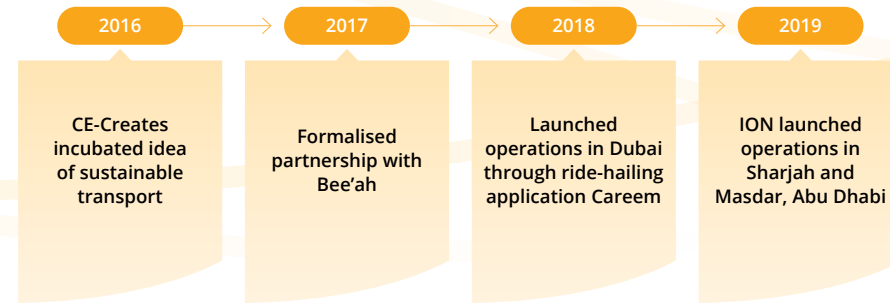 2016
2017
2018
2019
CE-Creates
incubated idea
of sustainable
transport
Formalised
partnership with
Bee’ah
Launched
operations in Dubai
through ride-hailing
application Careem
ION launched
operations in
Sharjah and
Masdar, Abu Dhabi